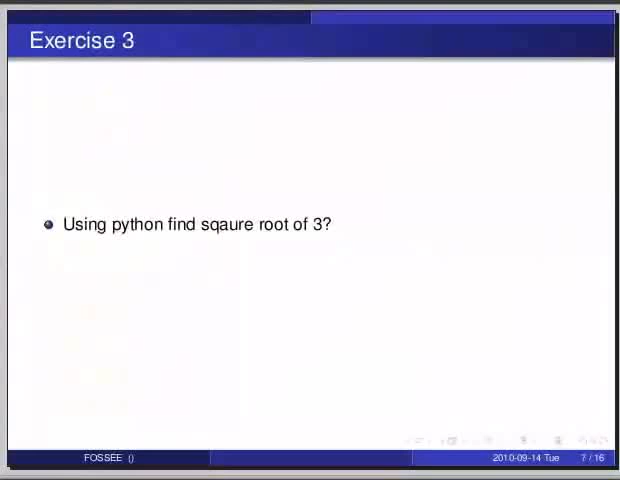 Exercise 3
Using python find sqaure root of 3?
FOSSEE ()
2010-09-14 Tue
7 / 16